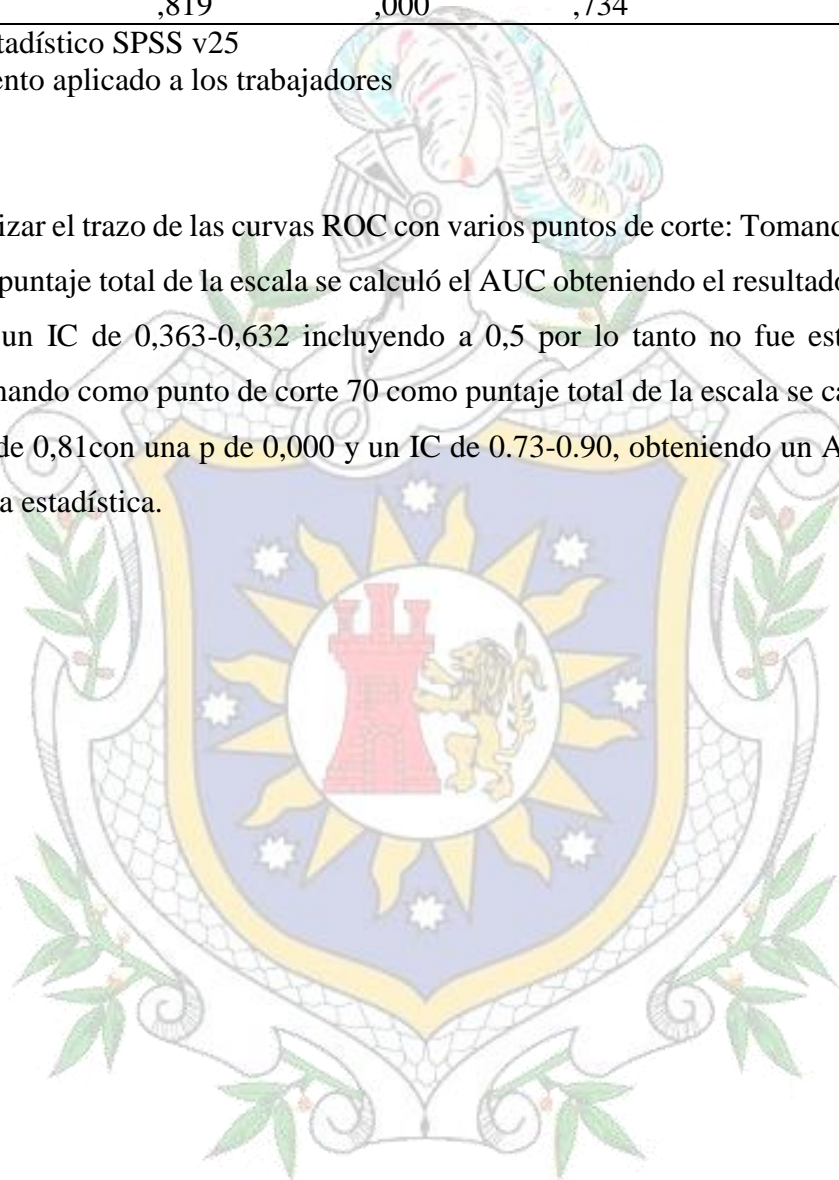 ,819 ,000 ,734
tadístico SPSS v25
ento aplicado a los trabajadores
izar el trazo de las curvas ROC con varios puntos de corte: Tomand
puntaje total de la escala se calculó el AUC obteniendo el resultado
un IC de 0,363-0,632 incluyendo a 0,5 por lo tanto no fue est
nando como punto de corte 70 como puntaje total de la escala se ca
de 0,81con una p de 0,000 y un IC de 0.73-0.90, obteniendo un A
a estadística.